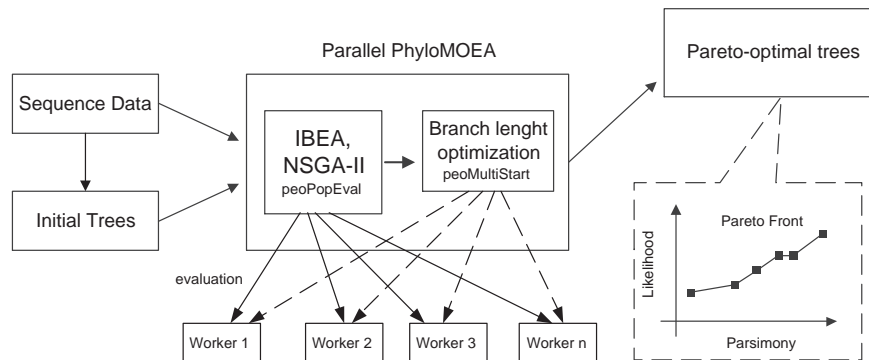 Parallel PhyloMOEA
Sequence Data
Initial Trees
IBEA,
NSGA-II
peoPopEval
Branch lenght
optimization
peoMultiStart
Pareto-optimal trees
evaluation
Worker 1
Worker 2
Worker 3
Worker n
Pareto Front
Likelihood
Parsimony